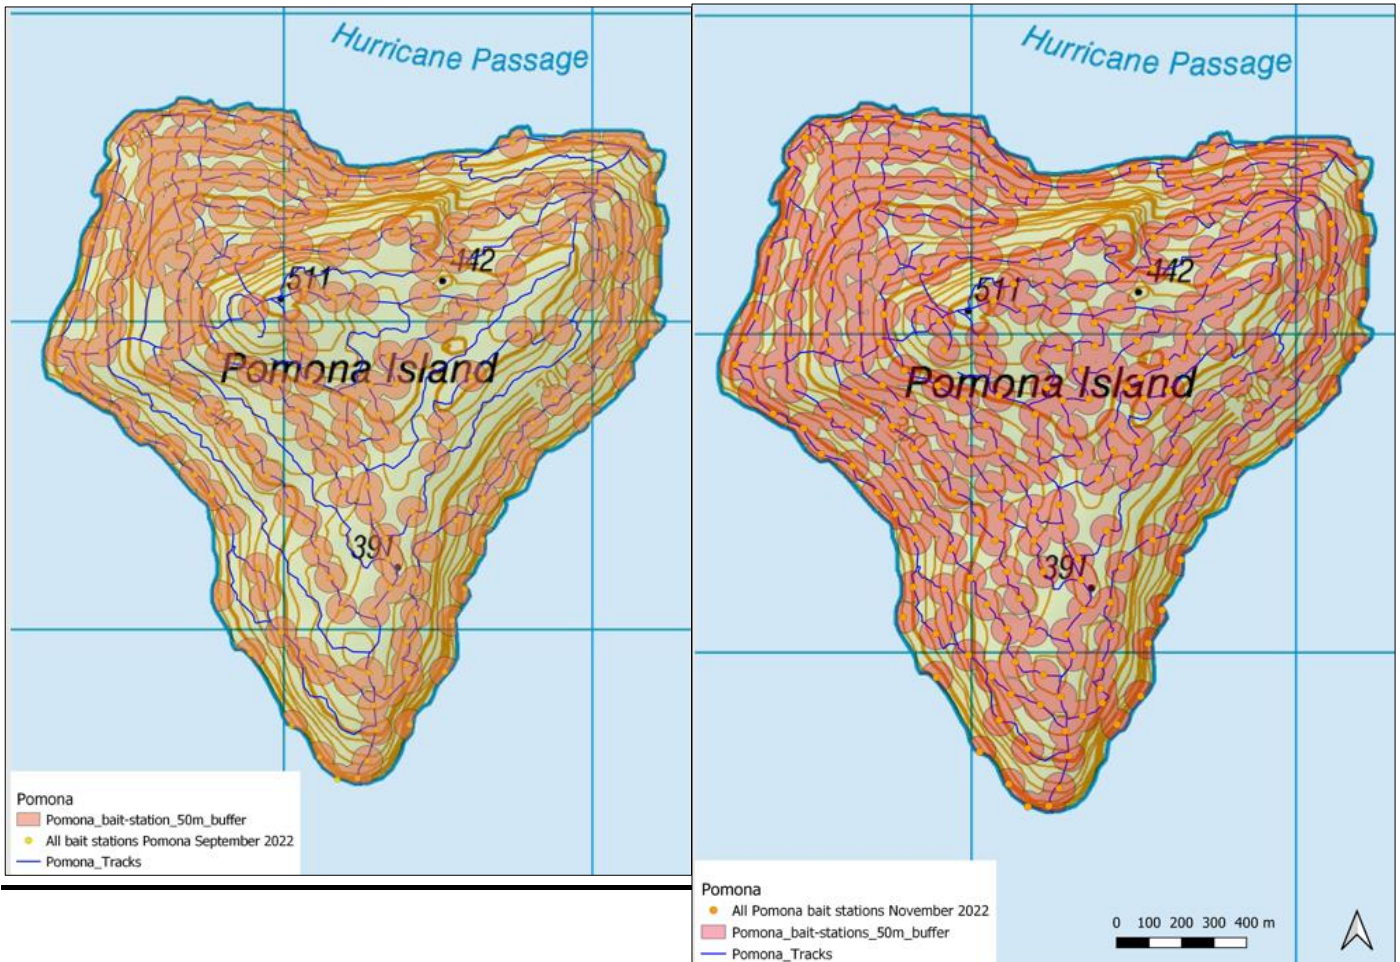 Hurricane Passage
511
442
Pomona Island
391
Pomona
Pomona_bait-station_50m_buffer
All bait stations Pomona September 2022
Pomona_Tracks
Hurricane Passage
511
442
Pomona Island
391
Pomona
All Pomona bait stations November 2022
Pomona_bait-stations_50m_buffer
Pomona_Tracks
0 100 200 300 400 m